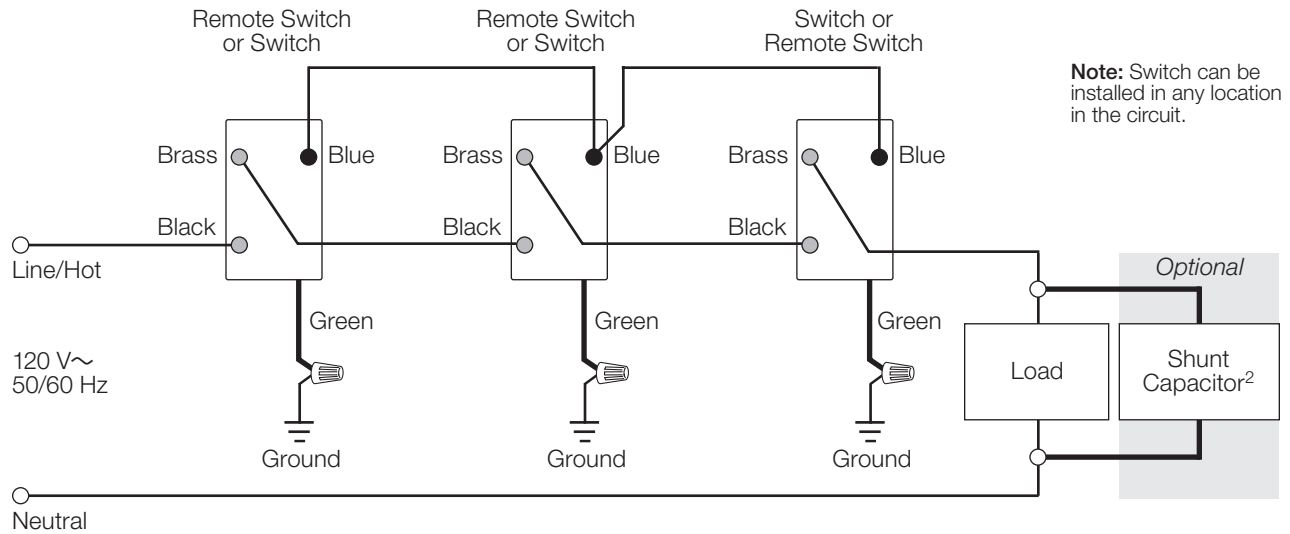 Remote Switch
or Switch
Remote Switch
or Switch
Switch or
Remote Switch
Note: Switch can be
installed in any location
in the circuit.
Brass
Blue
Brass
Blue
Brass
Blue
Black
Black
Black
Line/Hot
Optional
Green
Green
Green
120 V~
50/60 Hz
Load
Shunt
Capacitor²
Ground
Ground
Ground
Neutral